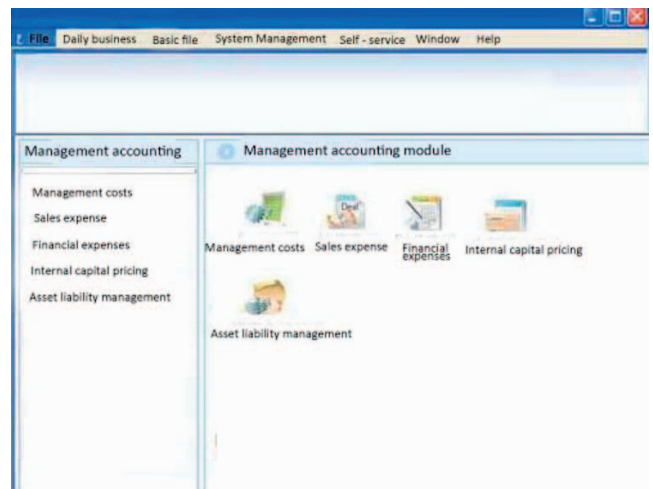 File Daily business Basic file System Management Self - service Window Help
Management accounting
Management accounting module
Management costs
Sales expense
Financial expenses
Internal capital pricing
Asset liability management
Deal
Management costs Sales expense Financial expenses Internal capital pricing
Asset liability management